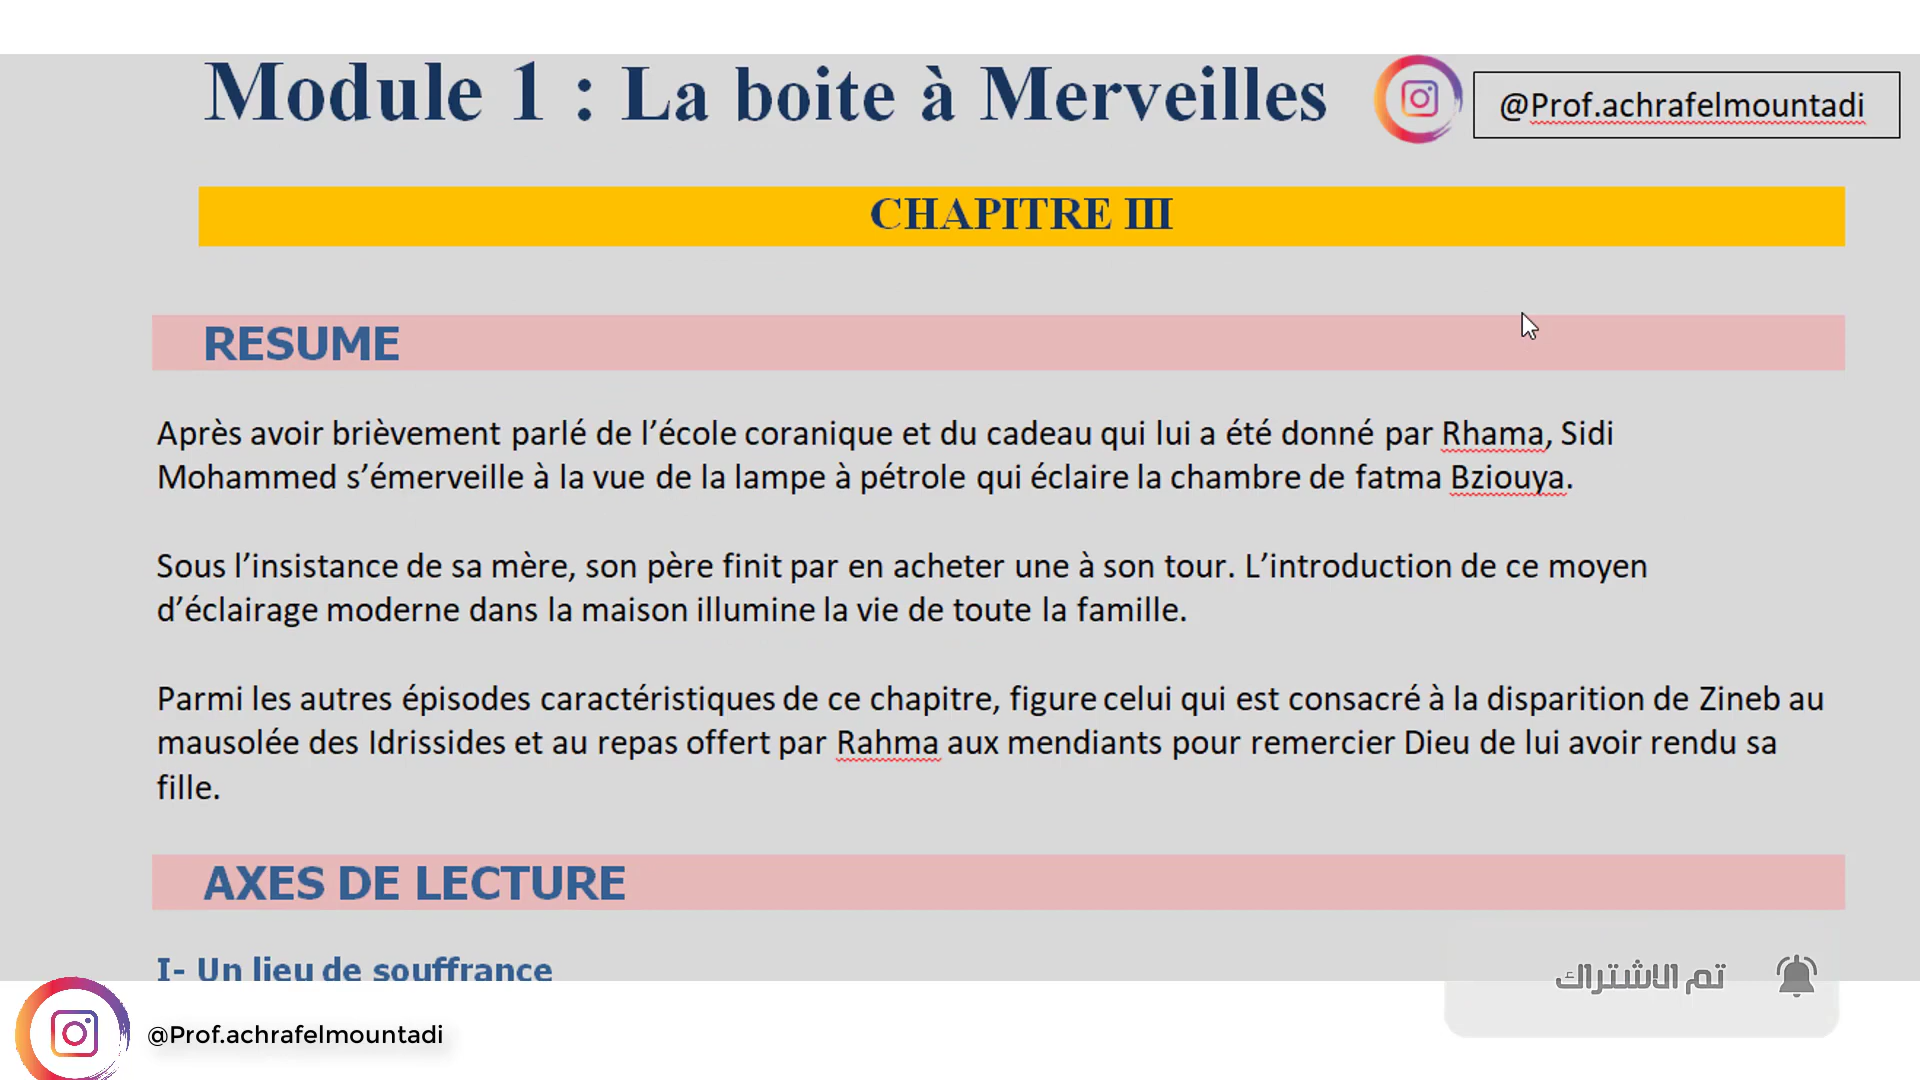 Module 1 : La boite à Merveilles
@Prof.achrafelmountadi
CHAPITRE III
RESUME
Après avoir brièvement parlé de l’école coranique et du cadeau qui lui a été donné par Rhama, Sidi
Mohammed s’émerveille à la vue de la lampe à pétrole qui éclaire la chambre de fatma Bziouya.
Sous l’insistance de sa mère, son père finit par en acheter une à son tour. L’introduction de ce moyen
d’éclairage moderne dans la maison illumine la vie de toute la famille.
Parmi les autres épisodes caractéristiques de ce chapitre, figure celui qui est consacré à la disparition de Zineb au
mausolée des Idrissides et au repas offert par Rahma aux mendiants pour remercier Dieu de lui avoir rendu sa
fille.
AXES DE LECTURE
I- Un lieu de souffrance
تم الاشتراك
@Prof.achrafelmountadi